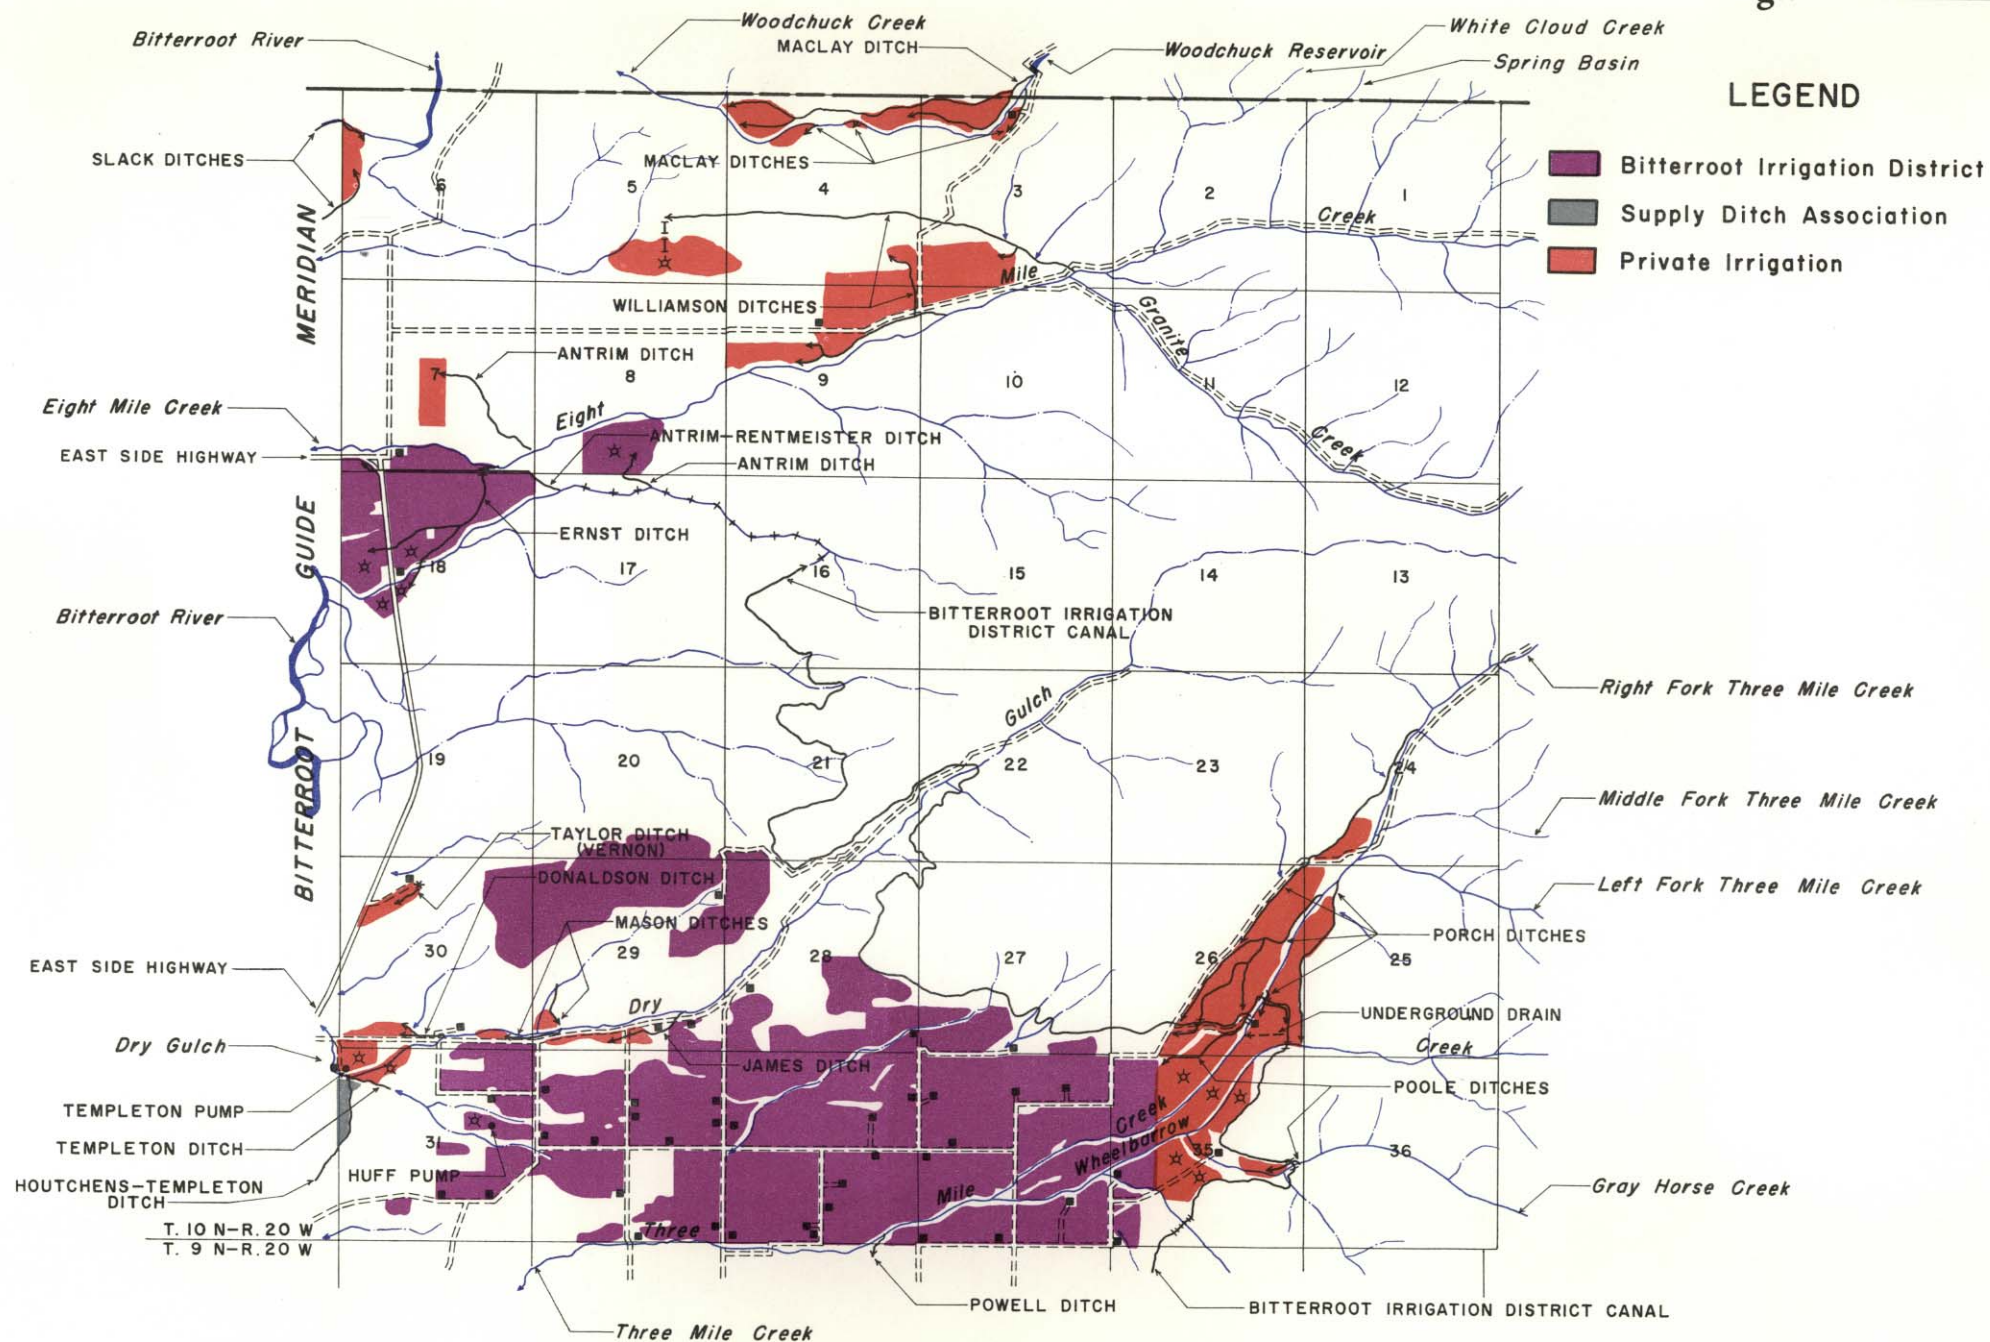 g
Bitterroot River
Woodchuck Creek
MACLAY DITCH
Woodchuck Reservoir
White Cloud Creek
Spring Basin
LEGEND
Bitterroot Irrigation District
Supply Ditch Association
Private Irrigation
SLACK DITCHES
MACLAY DITCHES
6
5
4
3
2
1
Creek
MERIDIAN
Mile
WILLIAMSON DITCHES
Granite
ANTRIM DITCH
7
8
9
10
11
12
Eight Mile Creek
Eight
ANTRIM-RENTMEISTER DITCH
Creek
EAST SIDE HIGHWAY
ANTRIM DITCH
GUIDE
ERNST DITCH
18
17
16
15
14
13
Bitterroot River
BITTERROOT IRRIGATION
DISTRICT CANAL
Right Fork Three Mile Creek
Gulch
BITTERROOT
19
20
21
22
23
24
Middle Fork Three Mile Creek
TAYLOR DITCH
(VERNON)
DONALDSON DITCH
Left Fork Three Mile Creek
MASON DITCHES
PORCH DITCHES
30
29
28
27
26
25
EAST SIDE HIGHWAY
Dry
UNDERGROUND DRAIN
Dry Gulch
Creek
JAMES DITCH
POOLE DITCHES
TEMPLETON PUMP
Creek
TEMPLETON DITCH
31
Wheelbarrow
35
36
HUFF PUMP
HOUTCHENS-TEMPLETON
DITCH
Mile
Gray Horse Creek
T. 10 N-R. 20 W
Three
T. 9 N-R. 20 W
POWELL DITCH
BITTERROOT IRRIGATION DISTRICT CANAL
Three Mile Creek